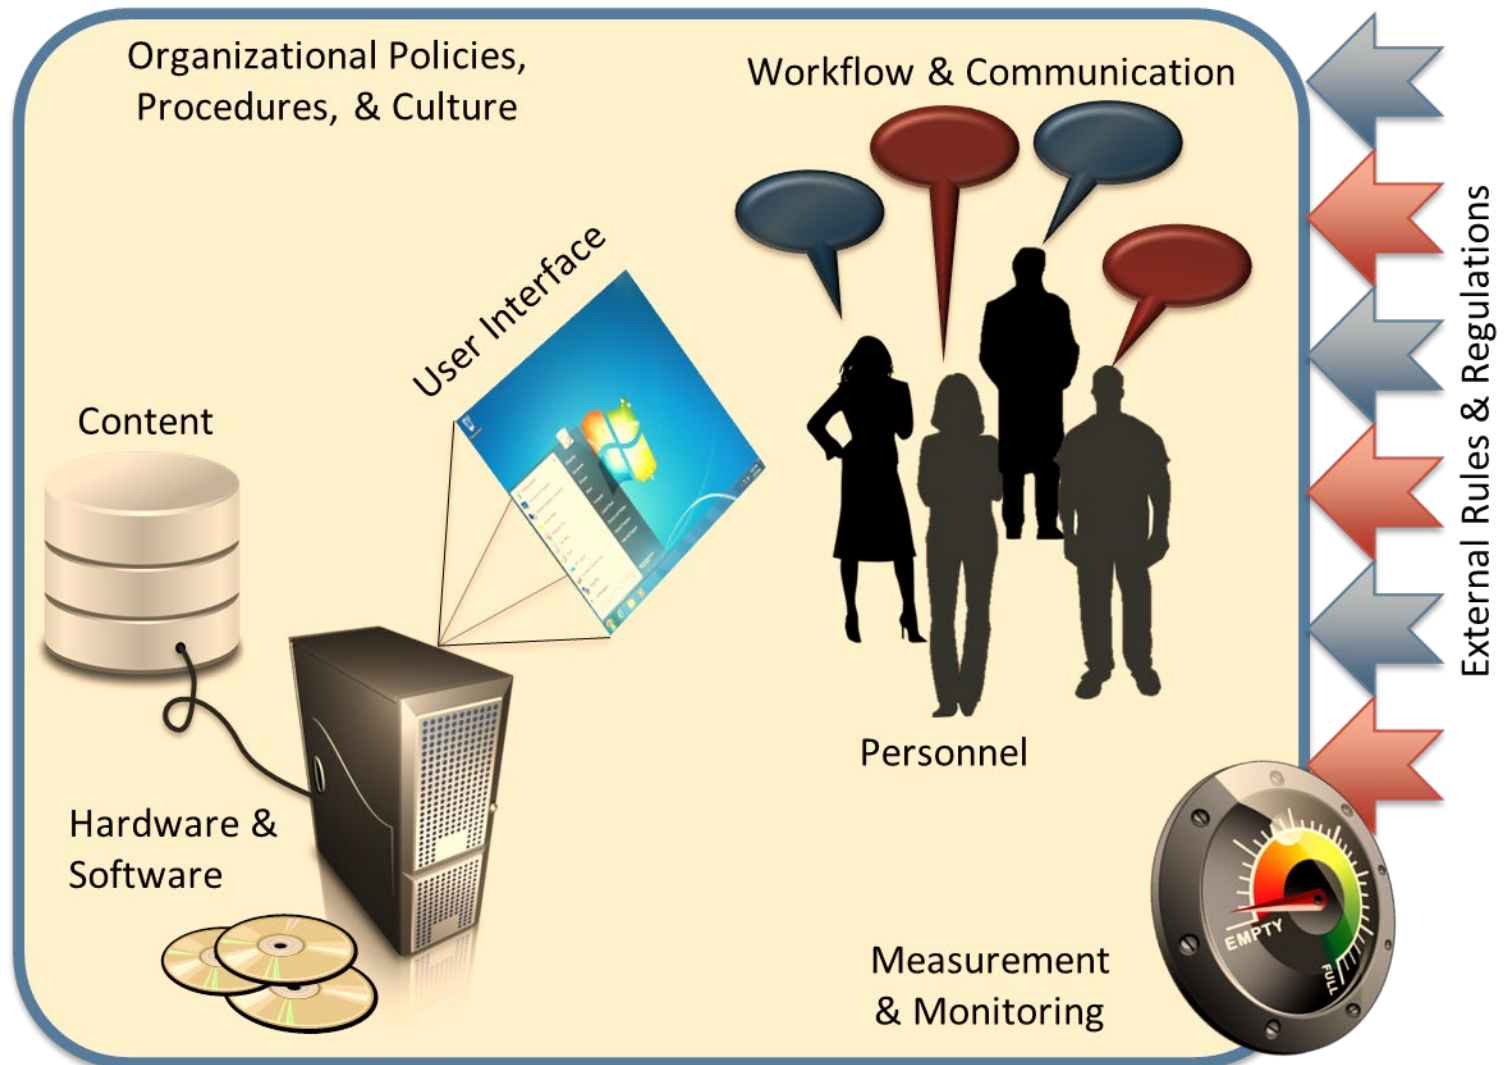 Organizational Policies,
Procedures, & Culture
Workflow & Communication
User Interface
Content
External Rules & Regulations
Personnel
Hardware &
Software
EMPTY
FULL
Measurement
& Monitoring